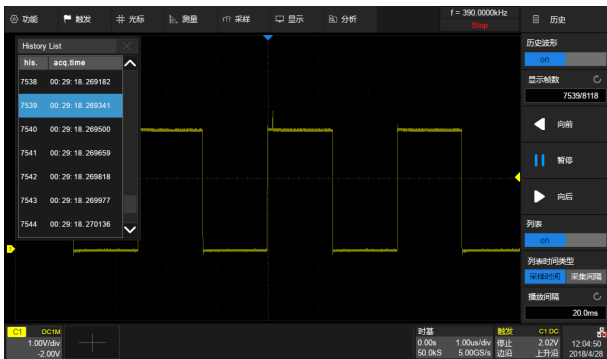 功能 触发 光标 测量 采样 显示 分析
f = 390.0000kHz
Stop
历史
History List
his. acq.time
7538 00: 29: 18. 269182
7539 00: 29: 18. 269341
7540 00: 29: 18. 269500
7541 00: 29: 18. 269659
7542 00: 29: 18. 269818
7543 00: 29: 18. 269977
7544 00: 29: 18. 270136
历史波形
on
显示帧数
7539/8118
向前
暂停
向后
列表
on
列表时间类型
采样时间 采集间隔
播放间隔
20.0ms
1
C1 DC1M
1.00V/div
-2.00V
时基
0.00s 1.00us/div
50.0kS 5.00GS/s
触发 C1 DC
停止 2.02V
边沿 上升沿
12:04:50
2018/4/26